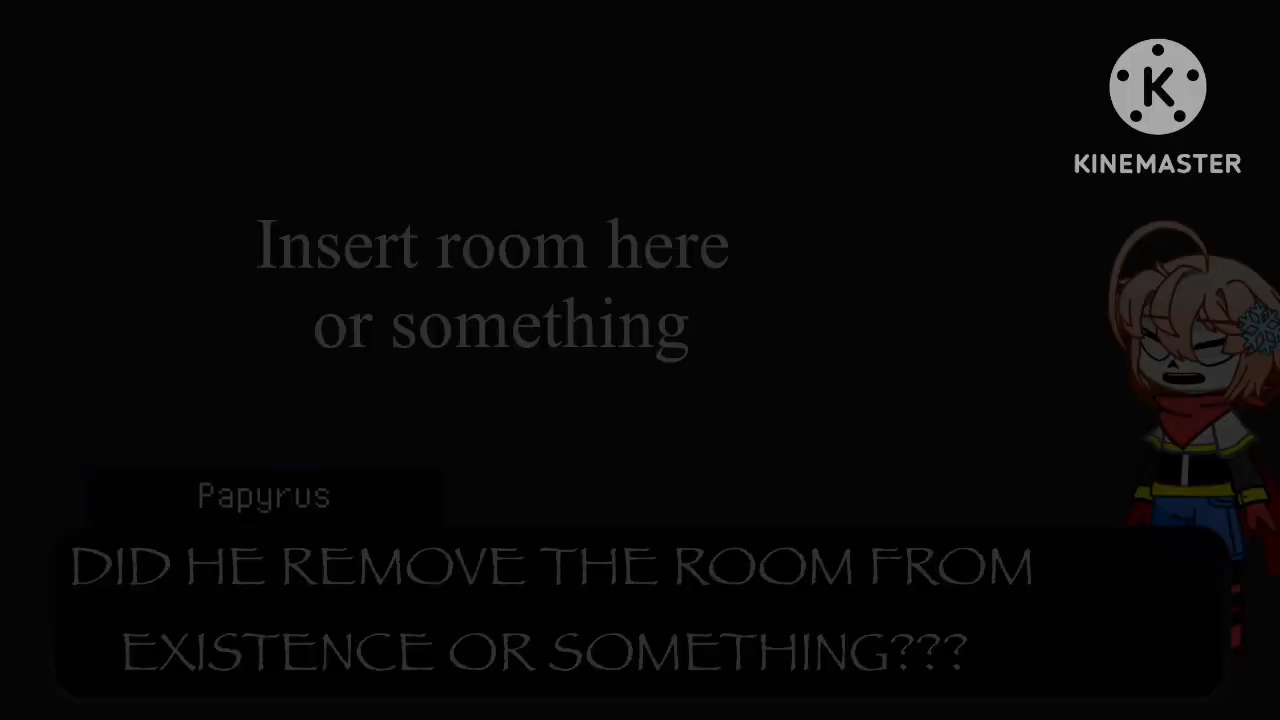 K
KINEMASTER
Insert room here
or something
Papyrus
DID HE REMOVE THE ROOM FROM
EXISTENCE OR SOMETHING???